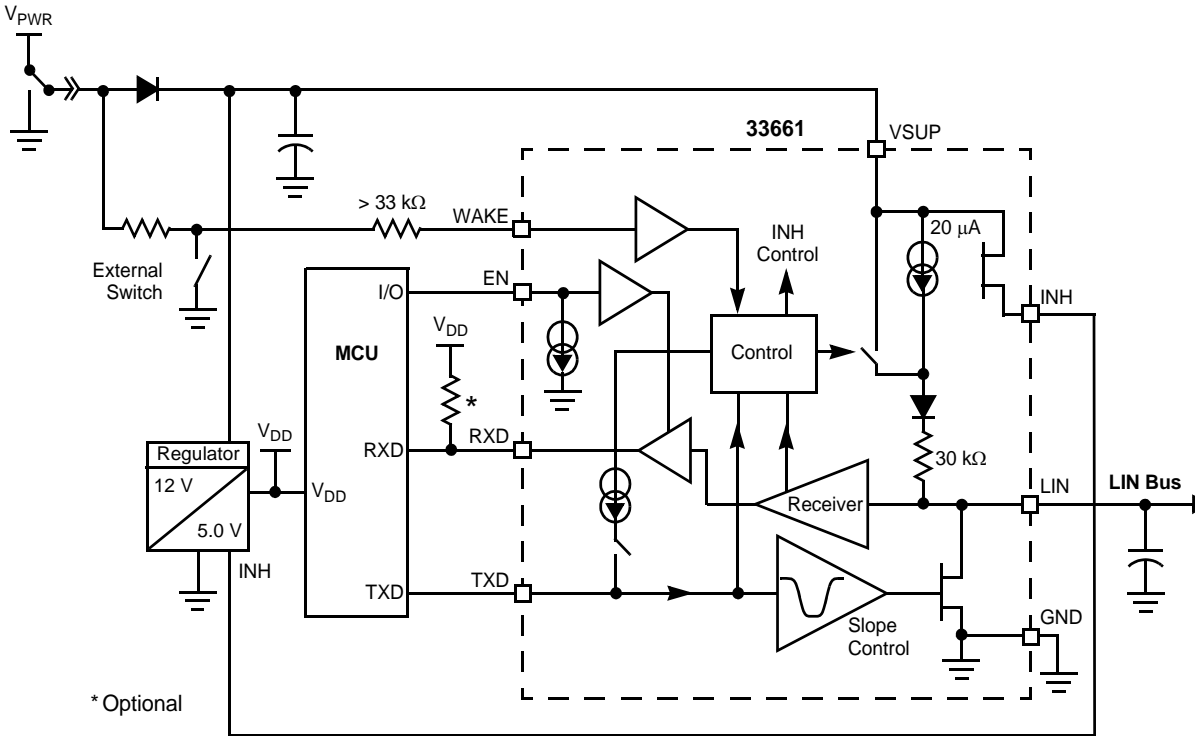 VPWR
33661
VSUP
> 33 kΩ
WAKE
20 μA
INH
Control
External
Switch
I/O
EN
INH
VDD
MCU
Control
*
VDD
RXD
RXD
Regulator
30 kΩ
12 V
VDD
LIN
LIN Bus
Receiver
5.0 V
INH
TXD
TXD
GND
Slope
Control
* Optional